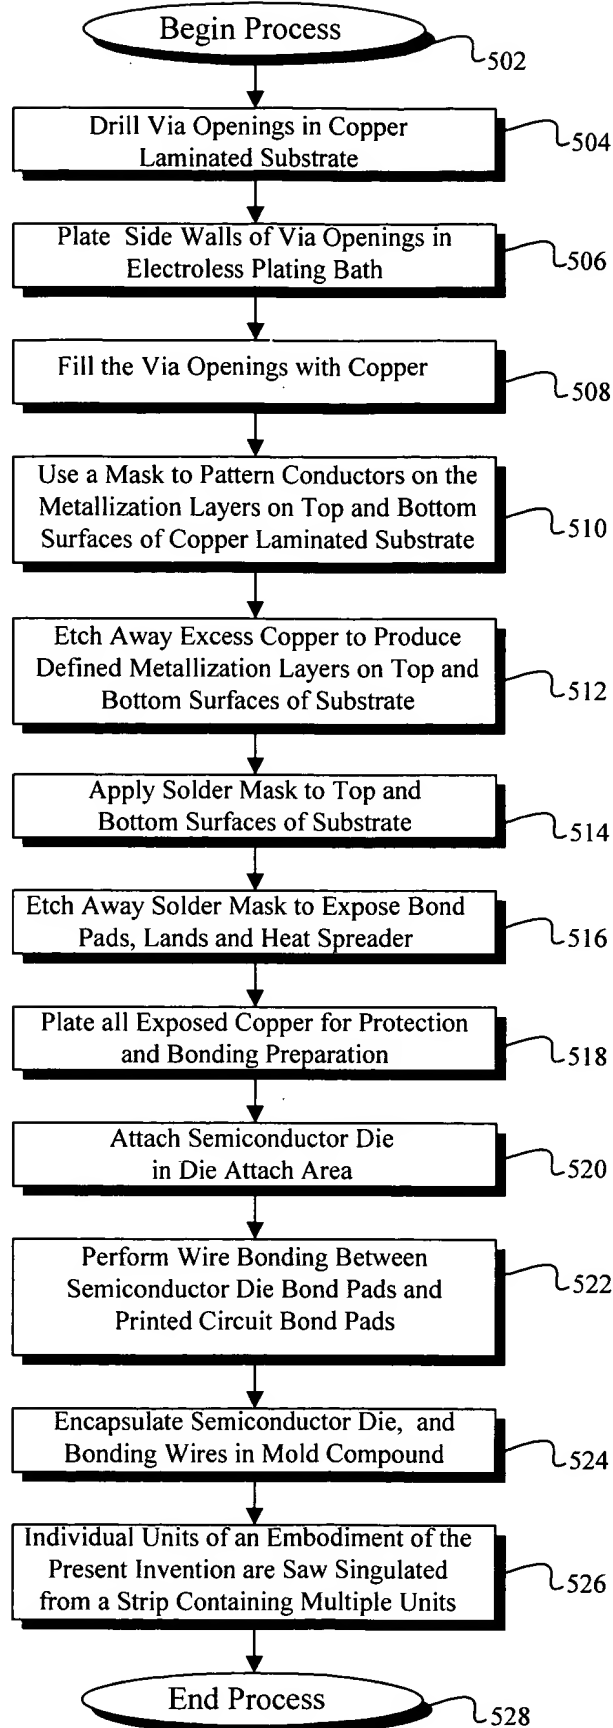 Begin Process
502
Drill Via Openings in Copper
Laminated Substrate
504
Plate Side Walls of Via Openings in
Electroless Plating Bath
506
Fill the Via Openings with Copper
508
Use a Mask to Pattern Conductors on the
Metallization Layers on Top and Bottom
Surfaces of Copper Laminated Substrate
510
Etch Away Excess Copper to Produce
Defined Metallization Layers on Top and
Bottom Surfaces of Substrate
512
Apply Solder Mask to Top and
Bottom Surfaces of Substrate
514
Etch Away Solder Mask to Expose Bond
Pads, Lands and Heat Spreader
516
Plate all Exposed Copper for Protection
and Bonding Preparation
518
Attach Semiconductor Die
in Die Attach Area
520
Perform Wire Bonding Between
Semiconductor Die Bond Pads and
Printed Circuit Bond Pads
522
Encapsulate Semiconductor Die, and
Bonding Wires in Mold Compound
524
Individual Units of an Embodiment of the
Present Invention are Saw Singulated
from a Strip Containing Multiple Units
526
End Process
528